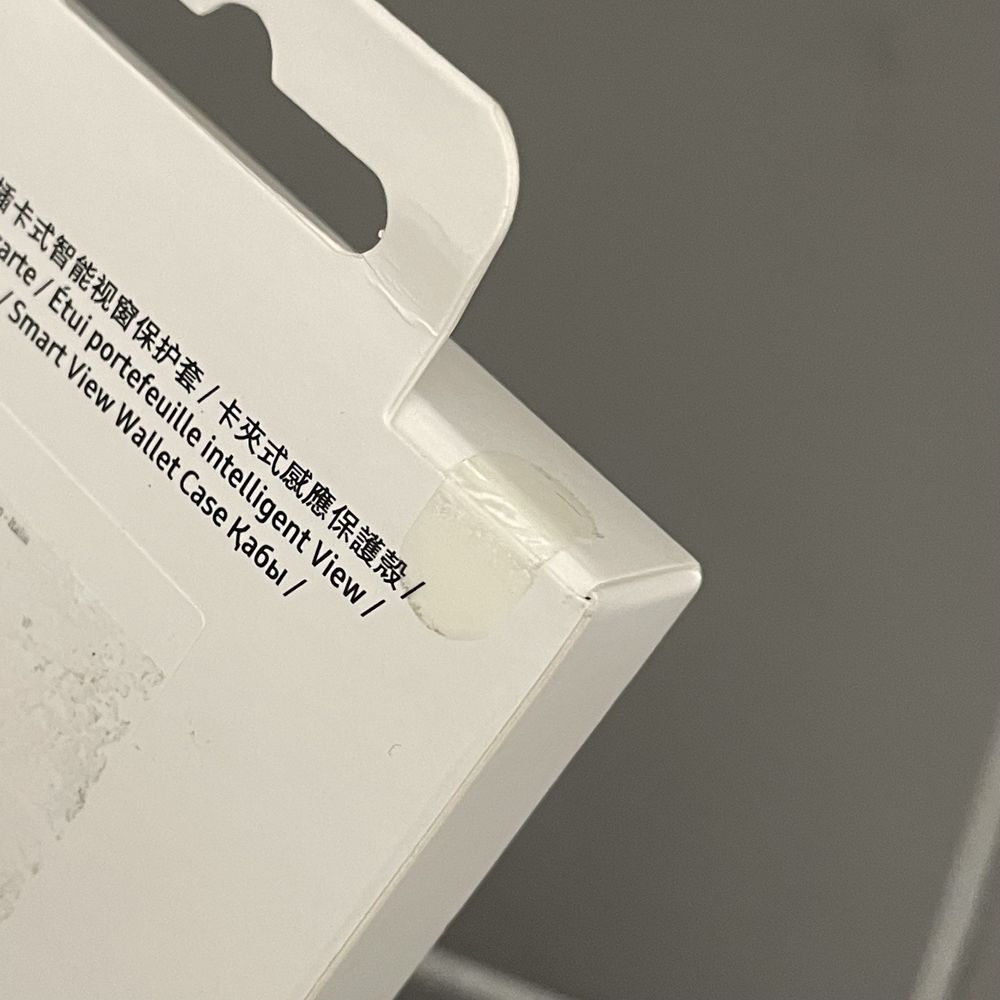 插卡式智能视窗保护套 / 卡夾式感應保護殼 /
arte / Étui portefeuille intelligent View /
/ Smart View Wallet Case Қабы /